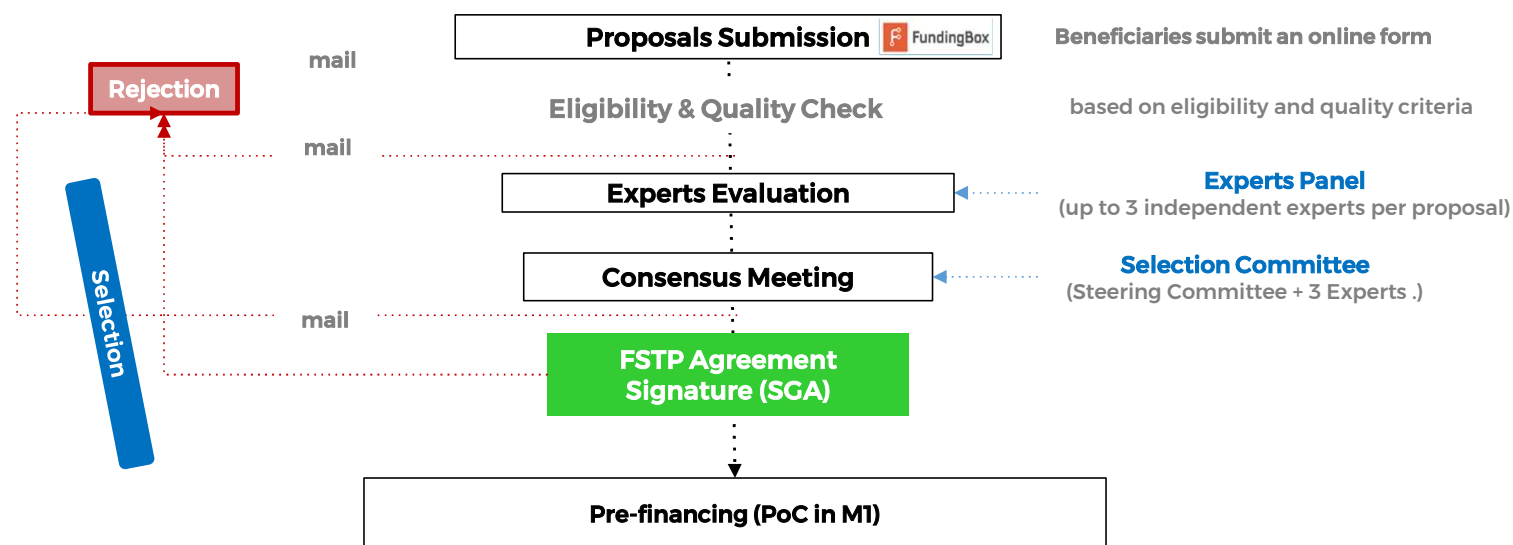 Proposals Submission
FundingBox
Beneficiaries submit an online form
mail
Rejection
Eligibility & Quality Check
based on eligibility and quality criteria
mail
Experts Evaluation
Experts Panel
(up to 3 independent experts per proposal)
Selection
Consensus Meeting
Selection Committee
(Steering Committee + 3 Experts .)
mail
FSTP Agreement
Signature (SGA)
Pre-financing (PoC in M1)